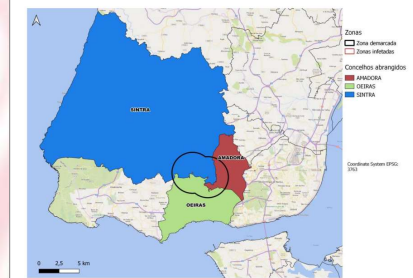 SINTRA
AMADORA
OEIRAS
0 2,5 5 km
Zonas
Zona demarcada
Zonas infetadas
Concelhos abrangidos
AMADORA
OEIRAS
SINTRA
Coordinate System EPSG:
3763